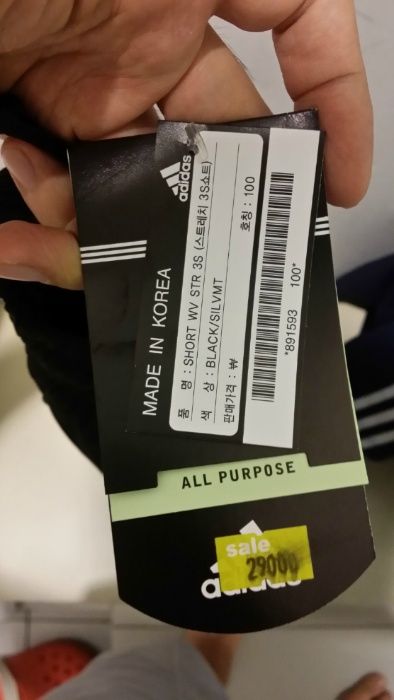 adidas
MADE IN KOREA
품 명 : SHORT WV STR 3S (스트레치 3S쇼트)
색 상 : BLACK/SILVMT
판매가격 : ₩
호칭 : 100
*891593 100*
ALL PURPOSE
sale
29000
adidas